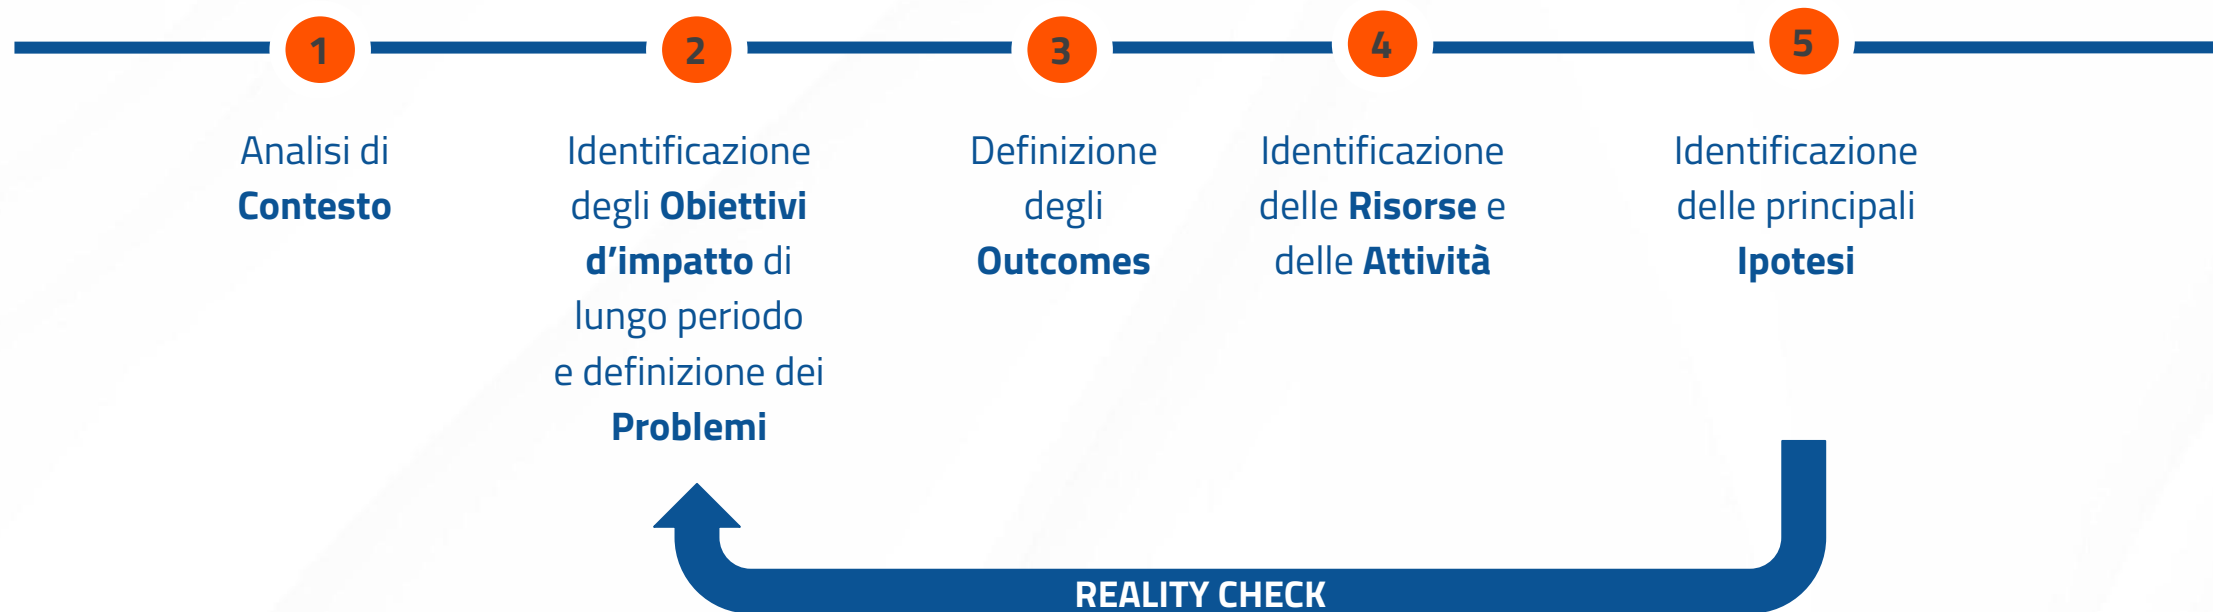 1
Analisi di
Contesto
2
Identificazione
degli Obiettivi
d’impatto di
lungo periodo
e definizione dei
Problemi
3
Definizione
degli
Outcomes
4
Identificazione
delle Risorse e
delle Attività
5
Identificazione
delle principali
Ipotesi
REALITY CHECK